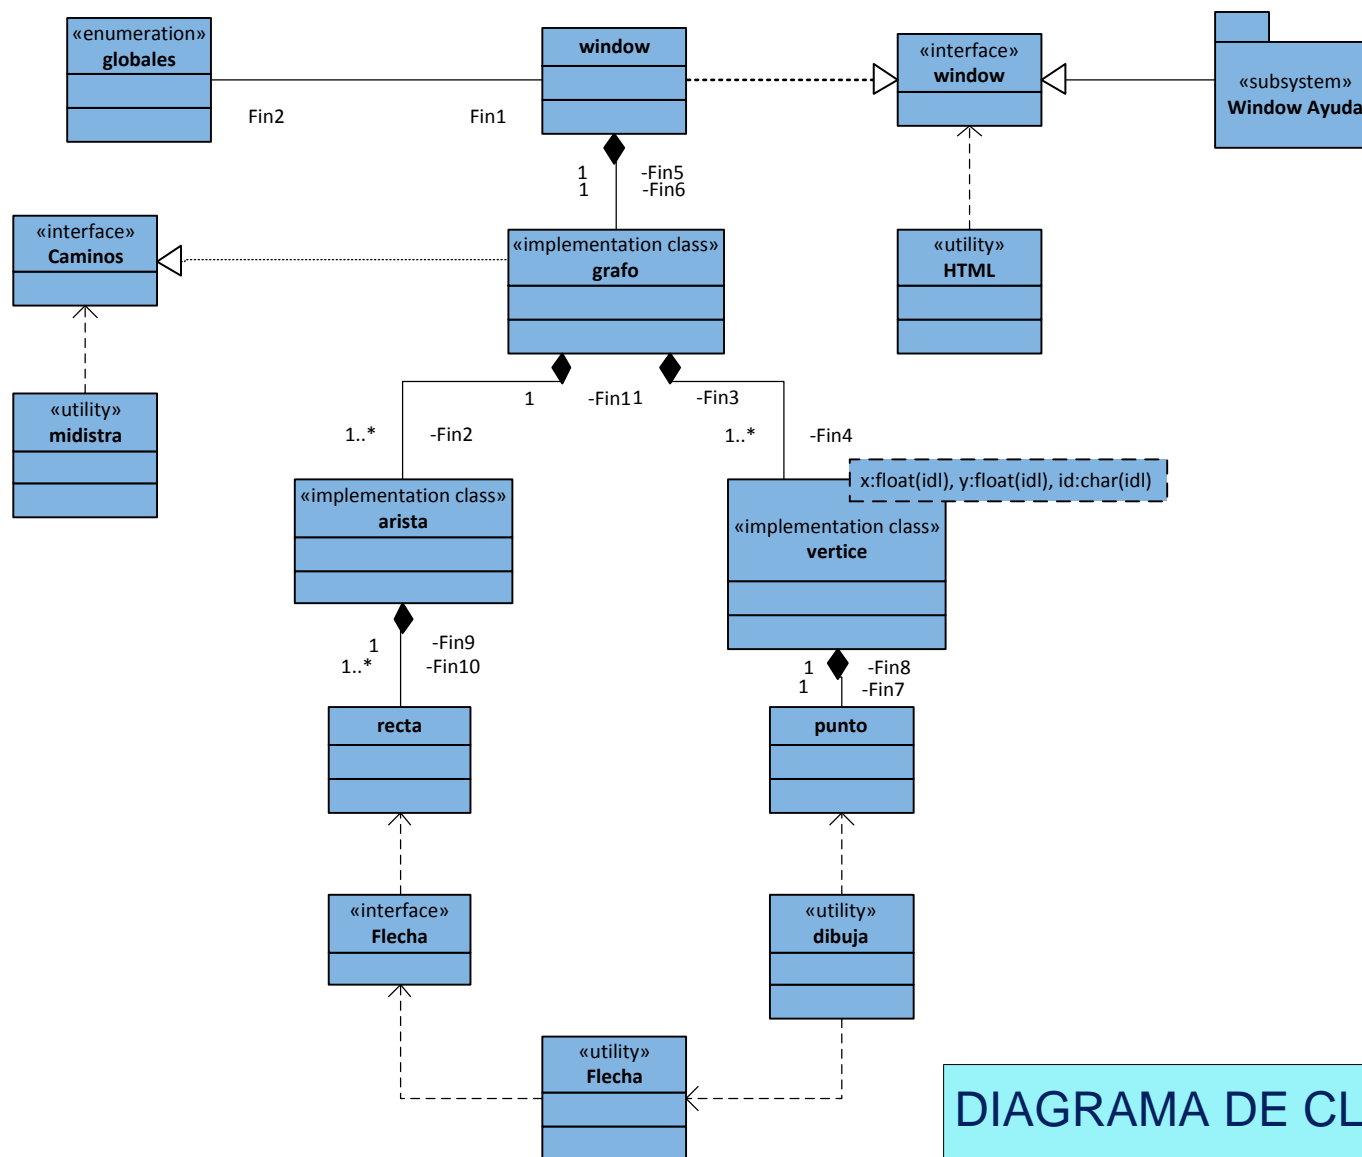 «enumeration»
globales
window
«interface»
window
«subsystem»
Window Ayuda
Fin2
Fin1
1
-Fin5
1
-Fin6
«interface»
Caminos
«implementation class»
grafo
«utility»
HTML
1
-Fin1
1
-Fin3
1..*
-Fin2
1..*
-Fin4
«utility»
midistra
x:float(idl), y:float(idl), id:char(idl)
«implementation class»
arista
«implementation class»
vertice
1
-Fin9
1..*
-Fin10
1
-Fin8
1
-Fin7
recta
punto
«interface»
Flecha
«utility»
dibuja
«utility»
Flecha
DIAGRAMA DE CL